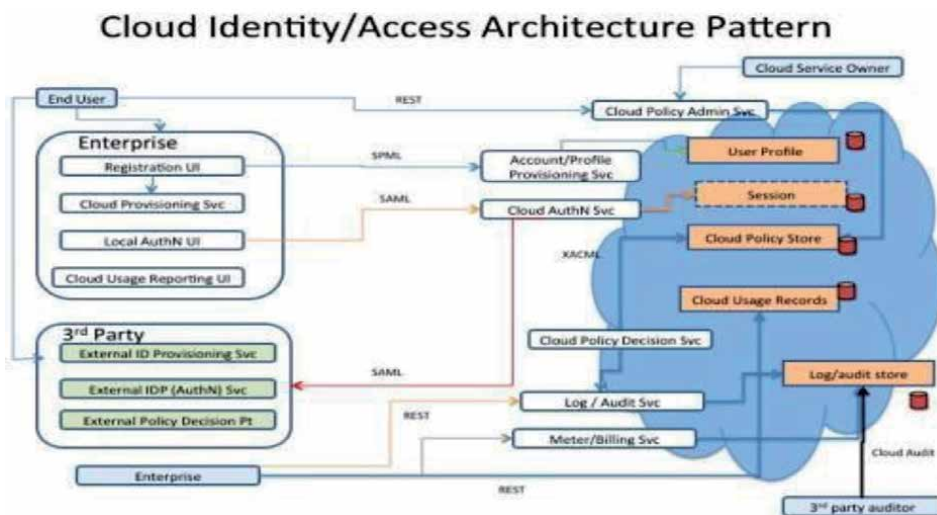 Cloud Identity/Access Architecture Pattern
Cloud Service Owner
End User
REST
Cloud Policy Admin Svc
Enterprise
Registration UI
SPML
Account/Profile
Provisioning Svc
User Profile
Cloud Provisioning Svc
SAML
Cloud AuthN Svc
Session
Local AuthN UI
XACML
Cloud Policy Store
Cloud Usage Reporting UI
Cloud Usage Records
3rd Party
External ID Provisioning Svc
Cloud Policy Decision Svc
SAML
External IDP (AuthN) Svc
Log/audit store
REST
Log / Audit Svc
External Policy Decision Pt
Meter/Billing Svc
Cloud Audit
Enterprise
REST
3rd party auditor